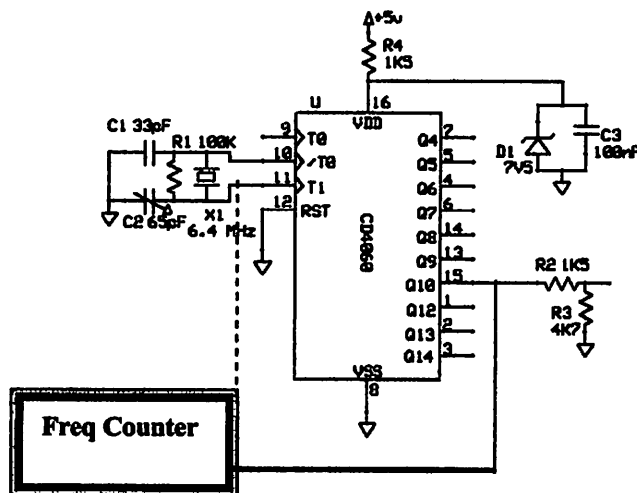 +5v
R4
1K5
U
16
VDD
C1 33pF
R1 100K
9
T0
10
/T0
11
T1
12
RST
C2 65pF
X1
6.4 MHz
CD4060
Q4
7
Q5
5
Q6
4
Q7
6
Q8
14
Q9
13
Q10
15
Q12
1
Q13
2
Q14
3
VSS
8
D1
7V5
C3
100nF
R2 1K5
R3
4K7
Freq Counter